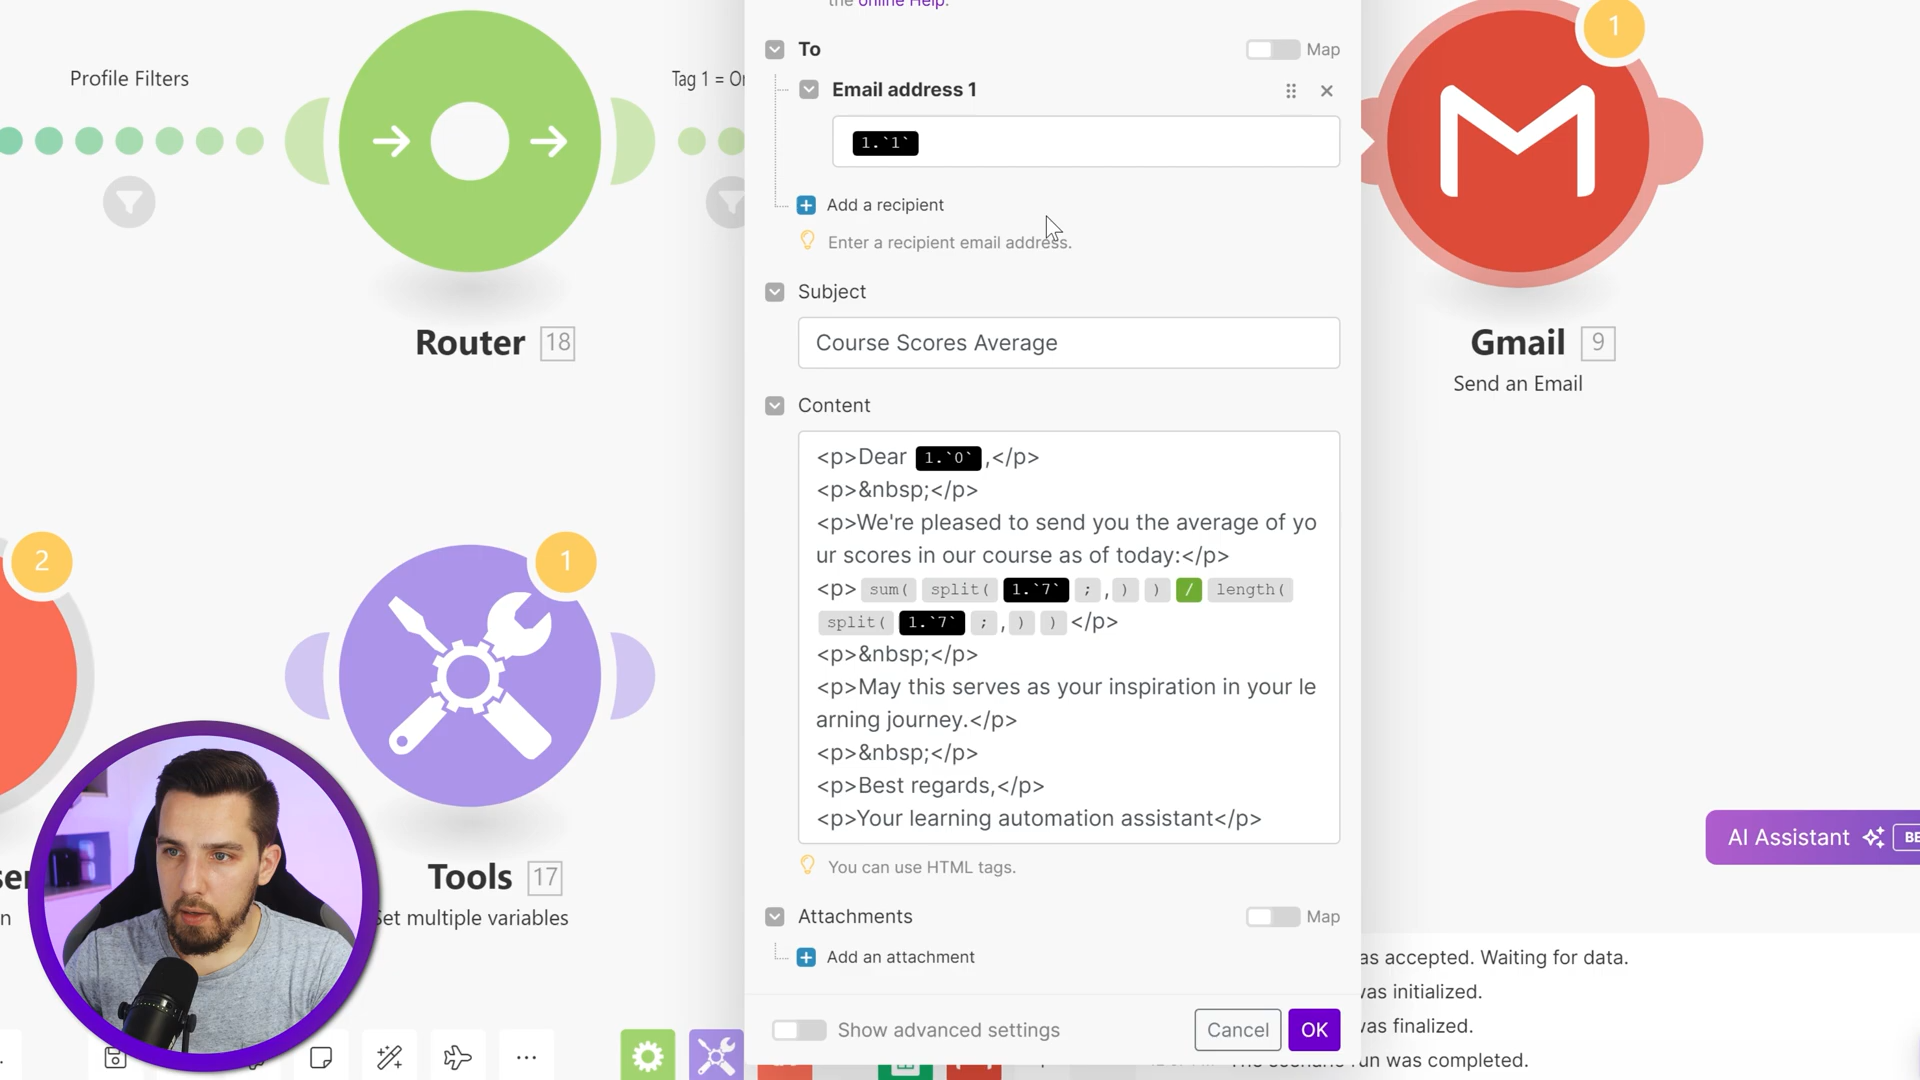 the online Help.
To
Map
Email address 1
1.`1`
Add a recipient
Enter a recipient email address.
Subject
Course Scores Average
Content
<p>Dear 1.`0`,</p>
<p>&nbsp;</p>
<p>We're pleased to send you the average of yo
ur scores in our course as of today:</p>
<p> sum( split( 1.`7` ; , ) ) / length(
split( 1.`7` ; , ) ) </p>
<p>&nbsp;</p>
<p>May this serves as your inspiration in your le
arning journey.</p>
<p>&nbsp;</p>
<p>Best regards,</p>
<p>Your learning automation assistant</p>
You can use HTML tags.
Attachments
Map
Add an attachment
Show advanced settings
Cancel
OK
Profile Filters
Tag 1 =
Router 18
2
1
Tools 17
Set multiple variables
1
Gmail 9
Send an Email
AI Assistant
as accepted. Waiting for data.
was initialized.
was finalized.
run was completed.